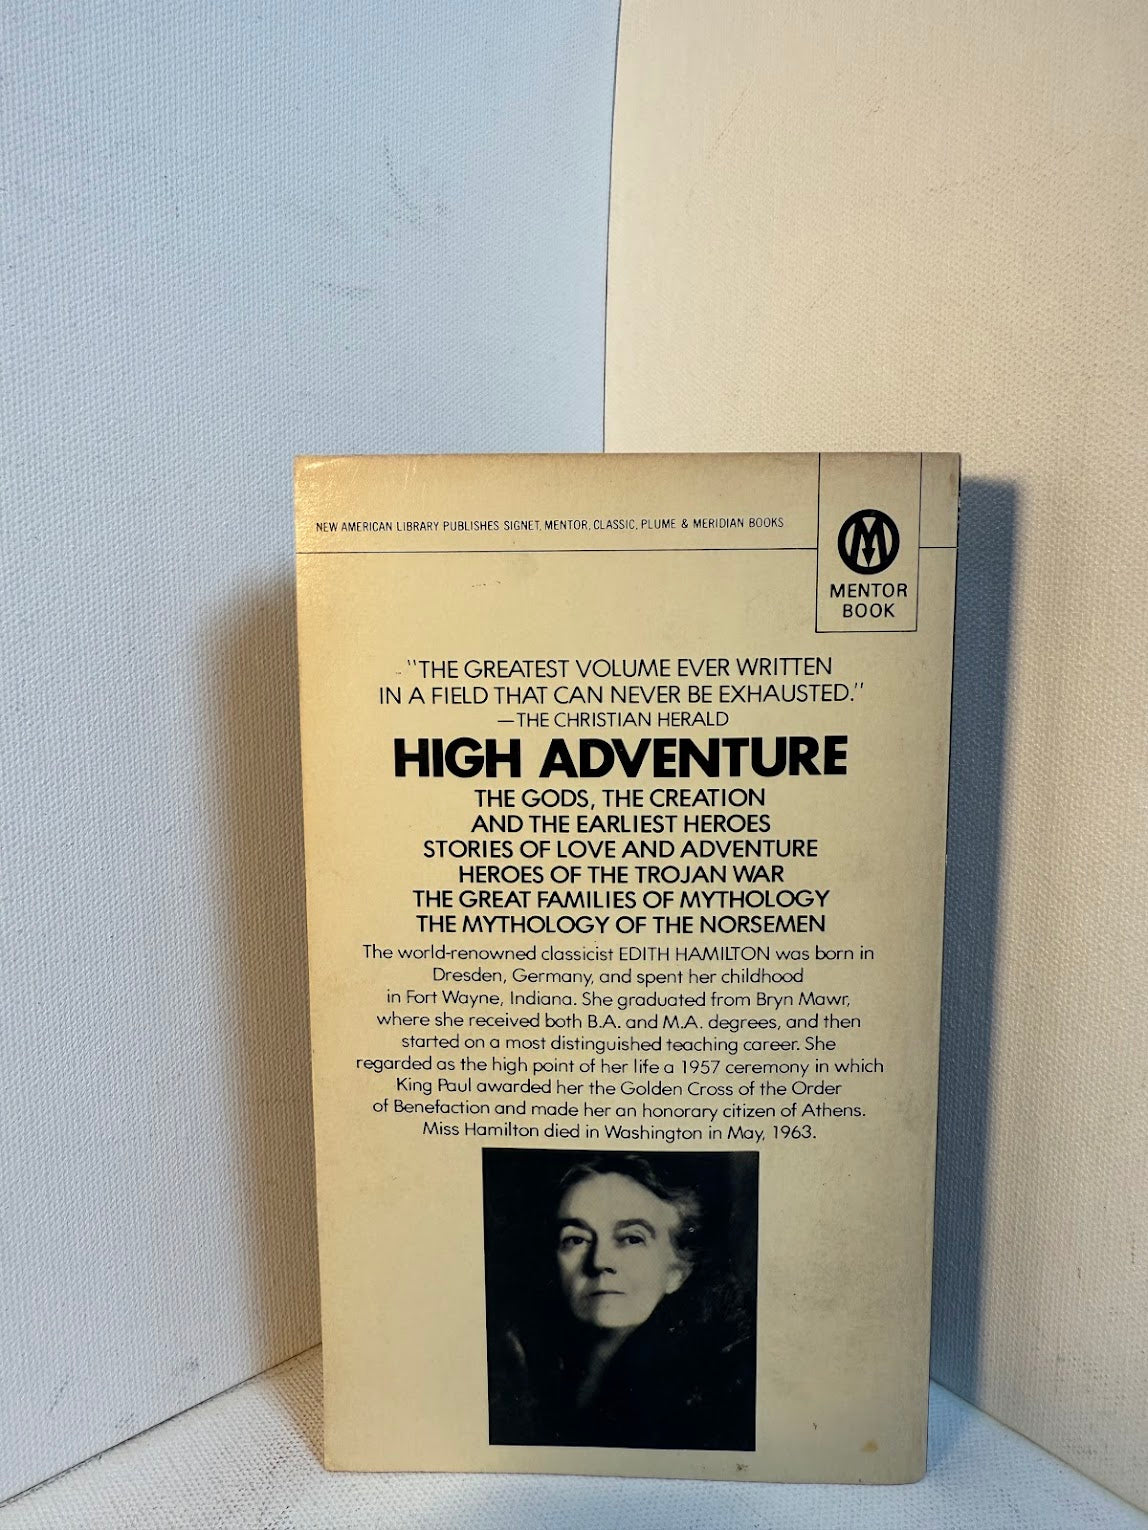 NEW AMERICAN LIBRARY PUBLISHES SIGNET, MENTOR, CLASSIC, PLUME & MERIDIAN BOOKS
M
MENTOR
BOOK
"THE GREATEST VOLUME EVER WRITTEN
IN A FIELD THAT CAN NEVER BE EXHAUSTED."
—THE CHRISTIAN HERALD
HIGH ADVENTURE
THE GODS, THE CREATION
AND THE EARLIEST HEROES
STORIES OF LOVE AND ADVENTURE
HEROES OF THE TROJAN WAR
THE GREAT FAMILIES OF MYTHOLOGY
THE MYTHOLOGY OF THE NORSEMEN
The world-renowned classicist EDITH HAMILTON was born in
Dresden, Germany, and spent her childhood
in Fort Wayne, Indiana. She graduated from Bryn Mawr,
where she received both B.A. and M.A. degrees, and then
started on a most distinguished teaching career. She
regarded as the high point of her life a 1957 ceremony in which
King Paul awarded her the Golden Cross of the Order
of Benefaction and made her an honorary citizen of Athens.
Miss Hamilton died in Washington in May, 1963.